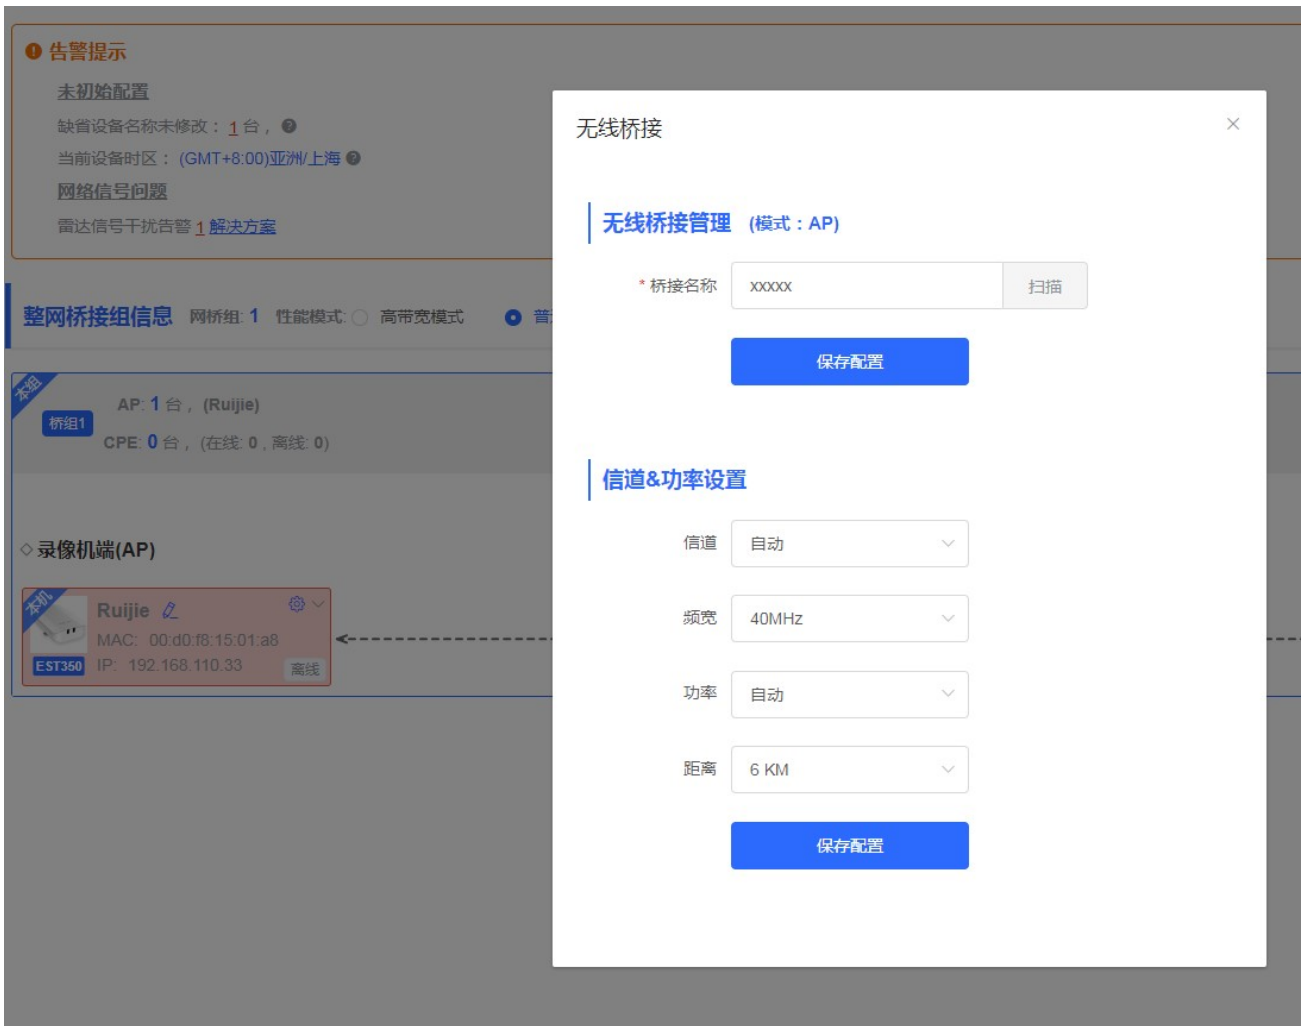 告警提示
未初始配置
缺省设备名称未修改： 1 台，
当前设备时区： (GMT+8:00)亚洲/上海
网络信号问题
雷达信号干扰告警 1 解决方案
整网桥接组信息 网桥组: 1 性能模式: 高带宽模式 普
本组
桥组1
AP: 1 台， (Ruijie)
CPE: 0 台， (在线: 0 , 离线: 0)
录像机端(AP)
本机
Ruijie
MAC: 00:d0:f8:15:01:a8
EST350 IP: 192.168.110.33 离线
无线桥接
无线桥接管理 (模式：AP)
* 桥接名称 xxxxx 扫描
保存配置
信道&功率设置
信道 自动
频宽 40MHz
功率 自动
距离 6 KM
保存配置